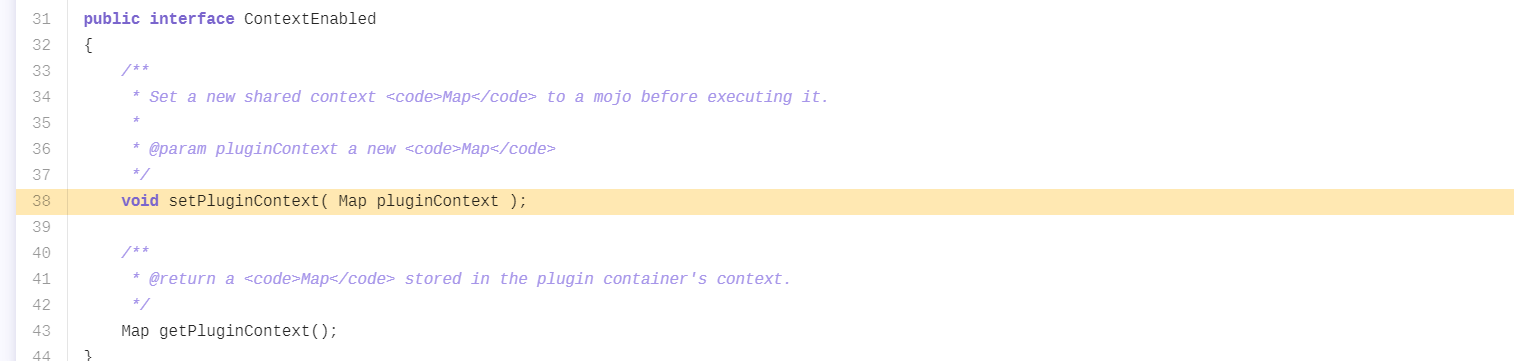 31 public interface ContextEnabled
32 {
33 /**
34 * Set a new shared context <code>Map</code> to a mojo before executing it.
35 *
36 * @param pluginContext a new <code>Map</code>
37 */
38 void setPluginContext( Map pluginContext );
39
40 /**
41 * @return a <code>Map</code> stored in the plugin container's context.
42 */
43 Map getPluginContext();
44 }